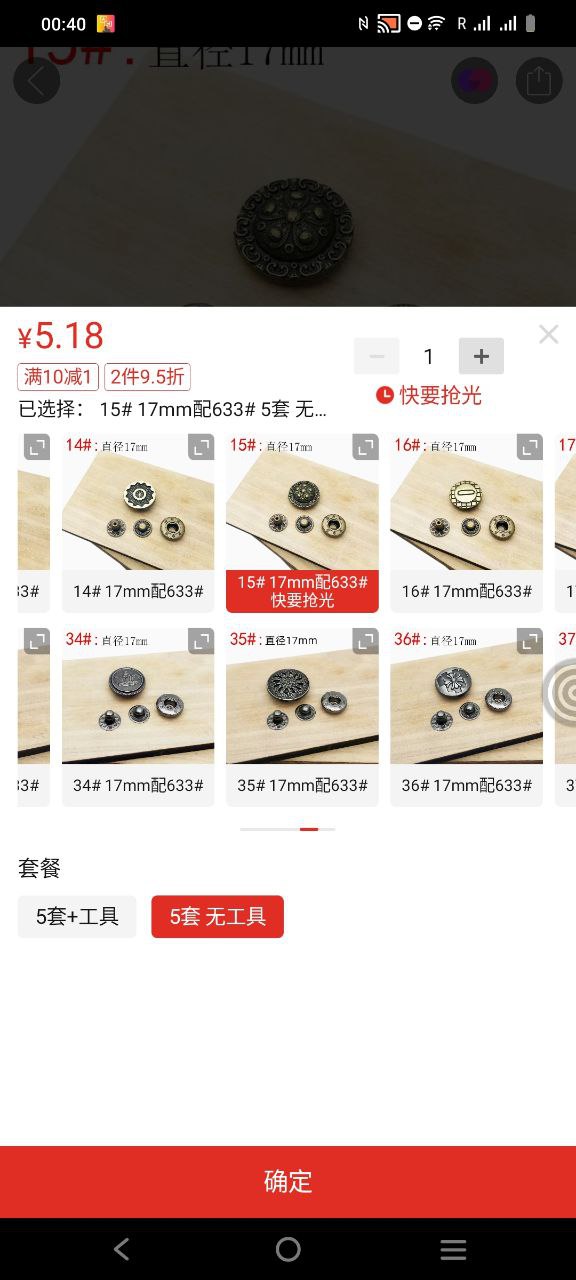 00:40
R
15#:直径17mm
¥5.18
1
满10减1 2件9.5折
快要抢光
已选择： 15# 17mm配633# 5套 无...
14#:直径17mm
15#:直径17mm
16#:直径17mm
17
33#
14# 17mm配633#
15# 17mm配633#
快要抢光
16# 17mm配633#
1
34#:直径17mm
35#:直径17mm
36#:直径17mm
37
33#
34# 17mm配633#
35# 17mm配633#
36# 17mm配633#
3
套餐
5套+工具
5套 无工具
确定